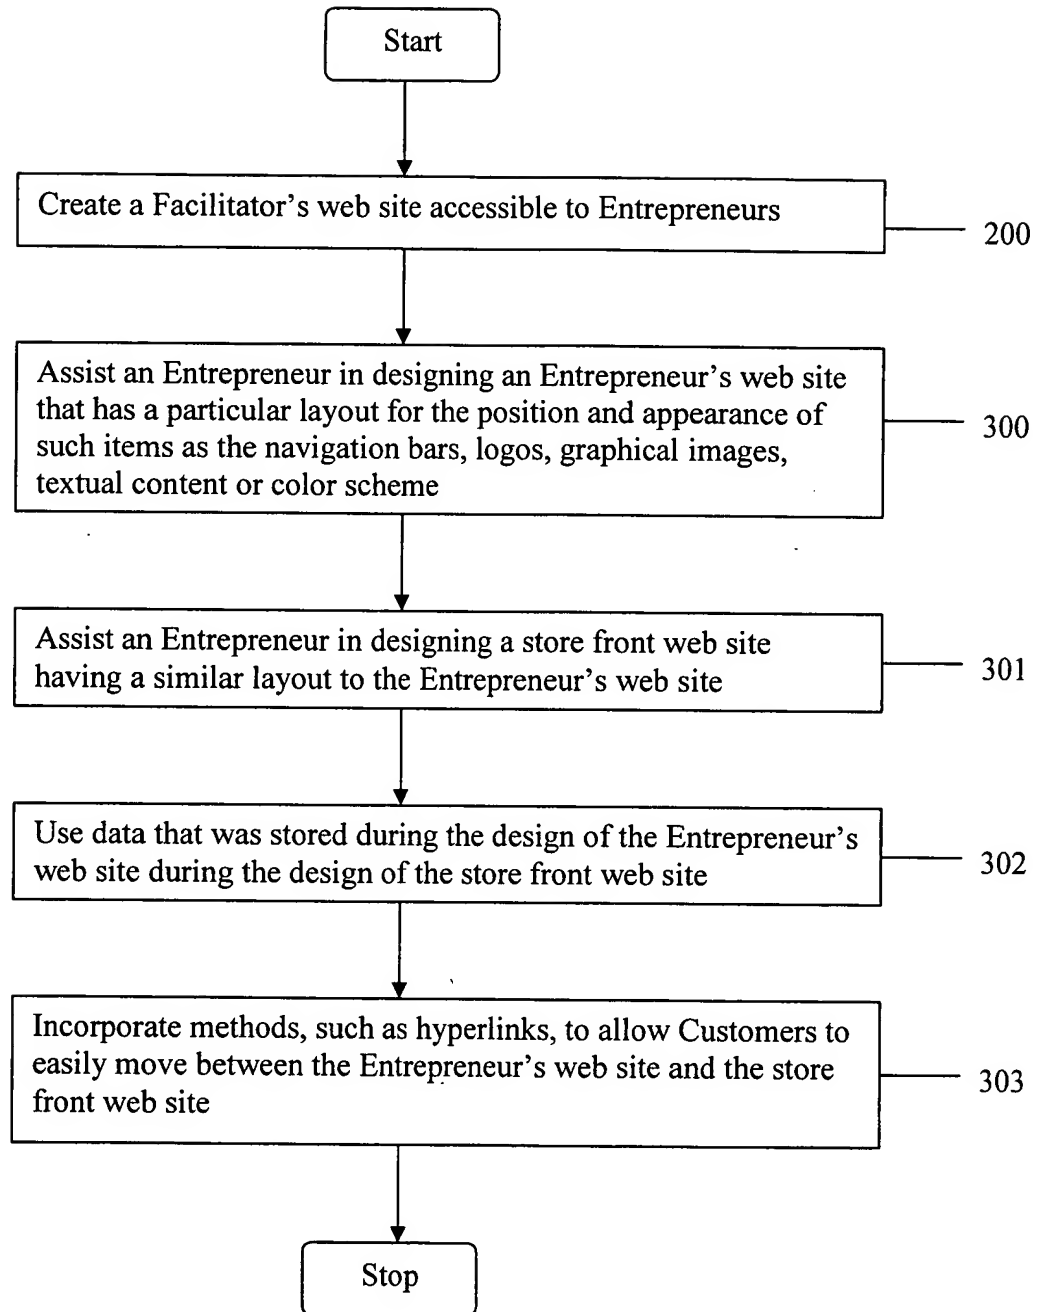 Start
Create a Facilitator's web site accessible to Entrepreneurs
200
Assist an Entrepreneur in designing an Entrepreneur's web site
that has a particular layout for the position and appearance of
such items as the navigation bars, logos, graphical images,
textual content or color scheme
300
Assist an Entrepreneur in designing a store front web site
having a similar layout to the Entrepreneur's web site
301
Use data that was stored during the design of the Entrepreneur's
web site during the design of the store front web site
302
Incorporate methods, such as hyperlinks, to allow Customers to
easily move between the Entrepreneur's web site and the store
front web site
303
Stop